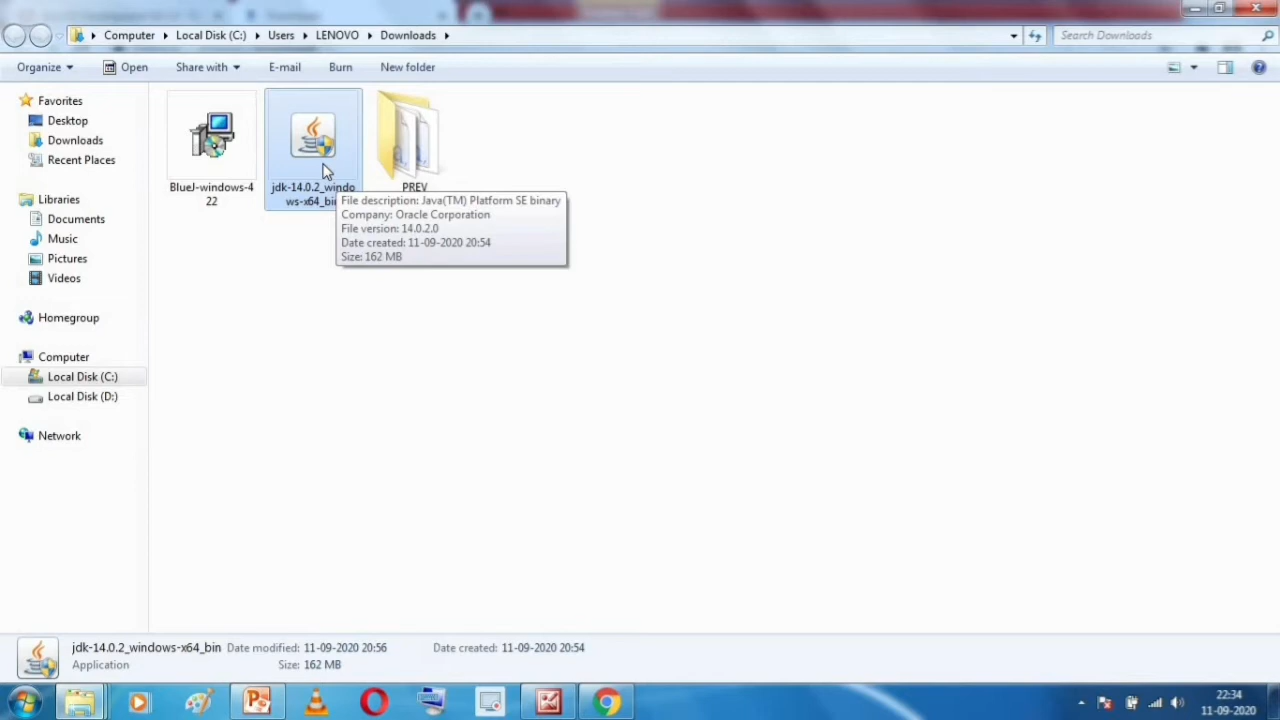 Computer Local Disk (C:) Users LENOVO Downloads
Search Downloads
Organize Open Share with E-mail Burn New folder
Favorites
Desktop
Downloads
Recent Places
Libraries
Documents
Music
Pictures
Videos
Homegroup
Computer
Local Disk (C:)
Local Disk (D:)
Network
BlueJ-windows-4
22
jdk-14.0.2_windo
ws-x64_bin
PREV
File description: Java(TM) Platform SE binary
Company: Oracle Corporation
File version: 14.0.2.0
Date created: 11-09-2020 20:54
Size: 162 MB
jdk-14.0.2_windows-x64_bin Date modified: 11-09-2020 20:56 Date created: 11-09-2020 20:54
Application Size: 162 MB
22:34
11-09-2020